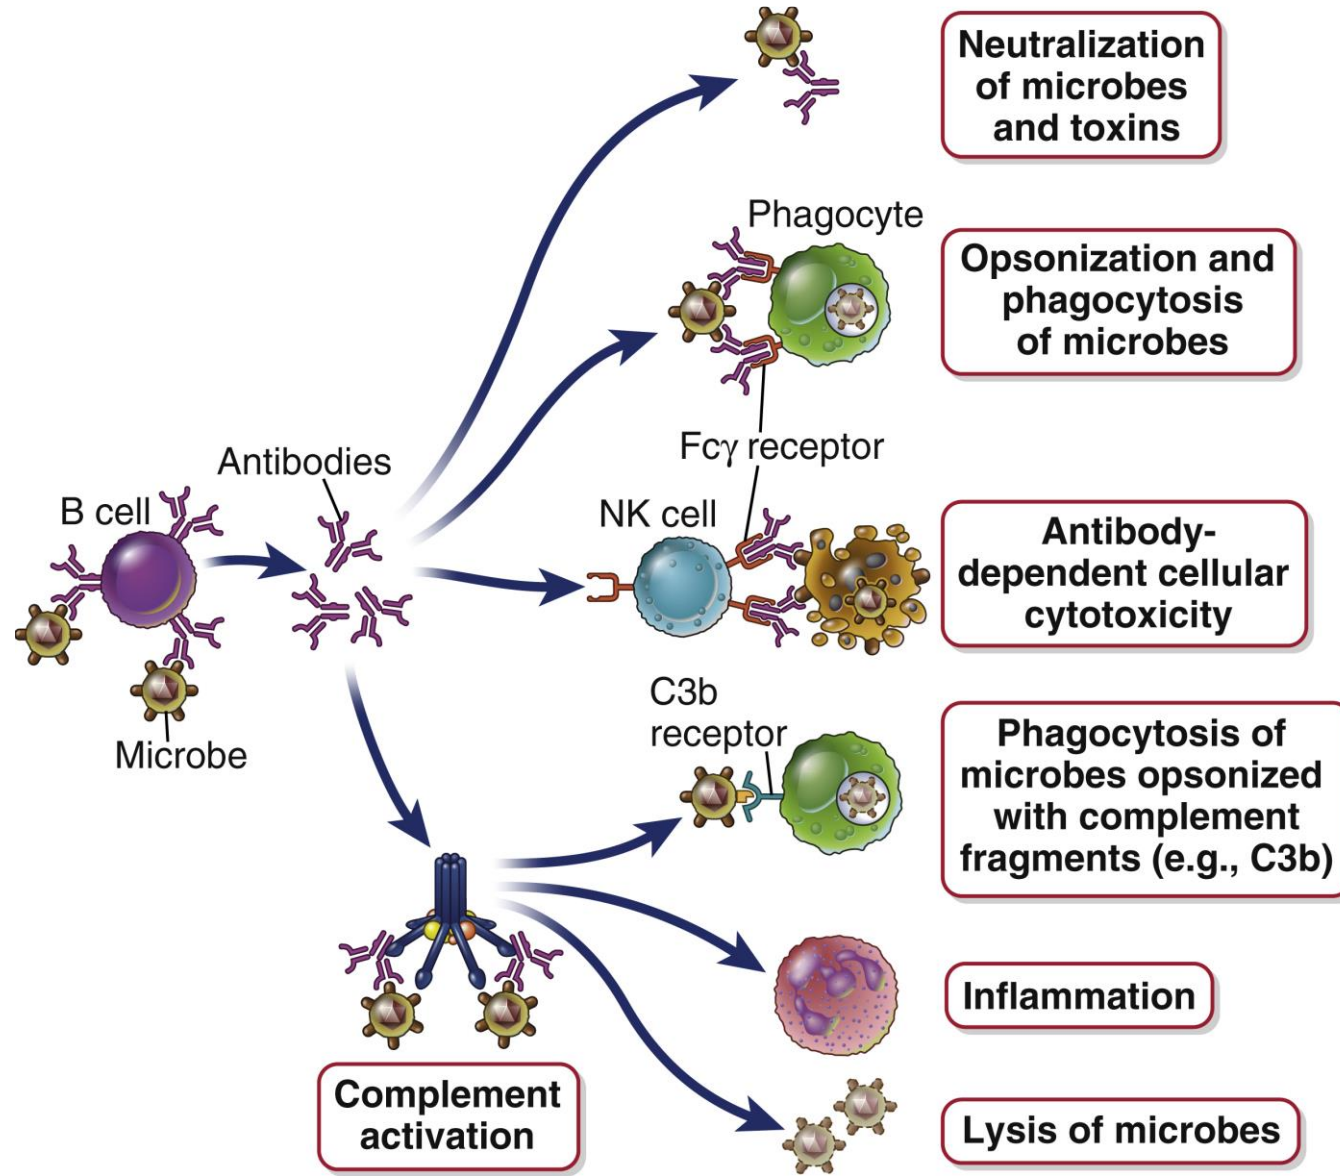 Neutralization
of microbes
and toxins
Phagocyte
Opsonization and
phagocytosis
of microbes
Fcγ receptor
Antibodies
B cell
NK cell
Antibody-
dependent cellular
cytotoxicity
Microbe
C3b
receptor
Phagocytosis of
microbes opsonized
with complement
fragments (e.g., C3b)
Inflammation
Complement
activation
Lysis of microbes